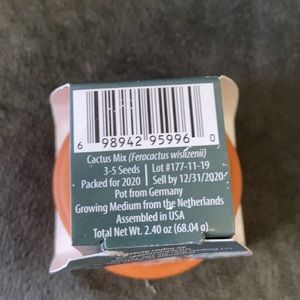 6 98942 95996 0
Cactus Mix (Ferocactus wislizenii)
3-5 Seeds | Lot #177-11-19
Packed for 2020 | Sell by 12/31/2020
Pot from Germany
Growing Medium from the Netherlands
Assembled in USA
Total Net Wt. 2.40 oz (68.04 g)